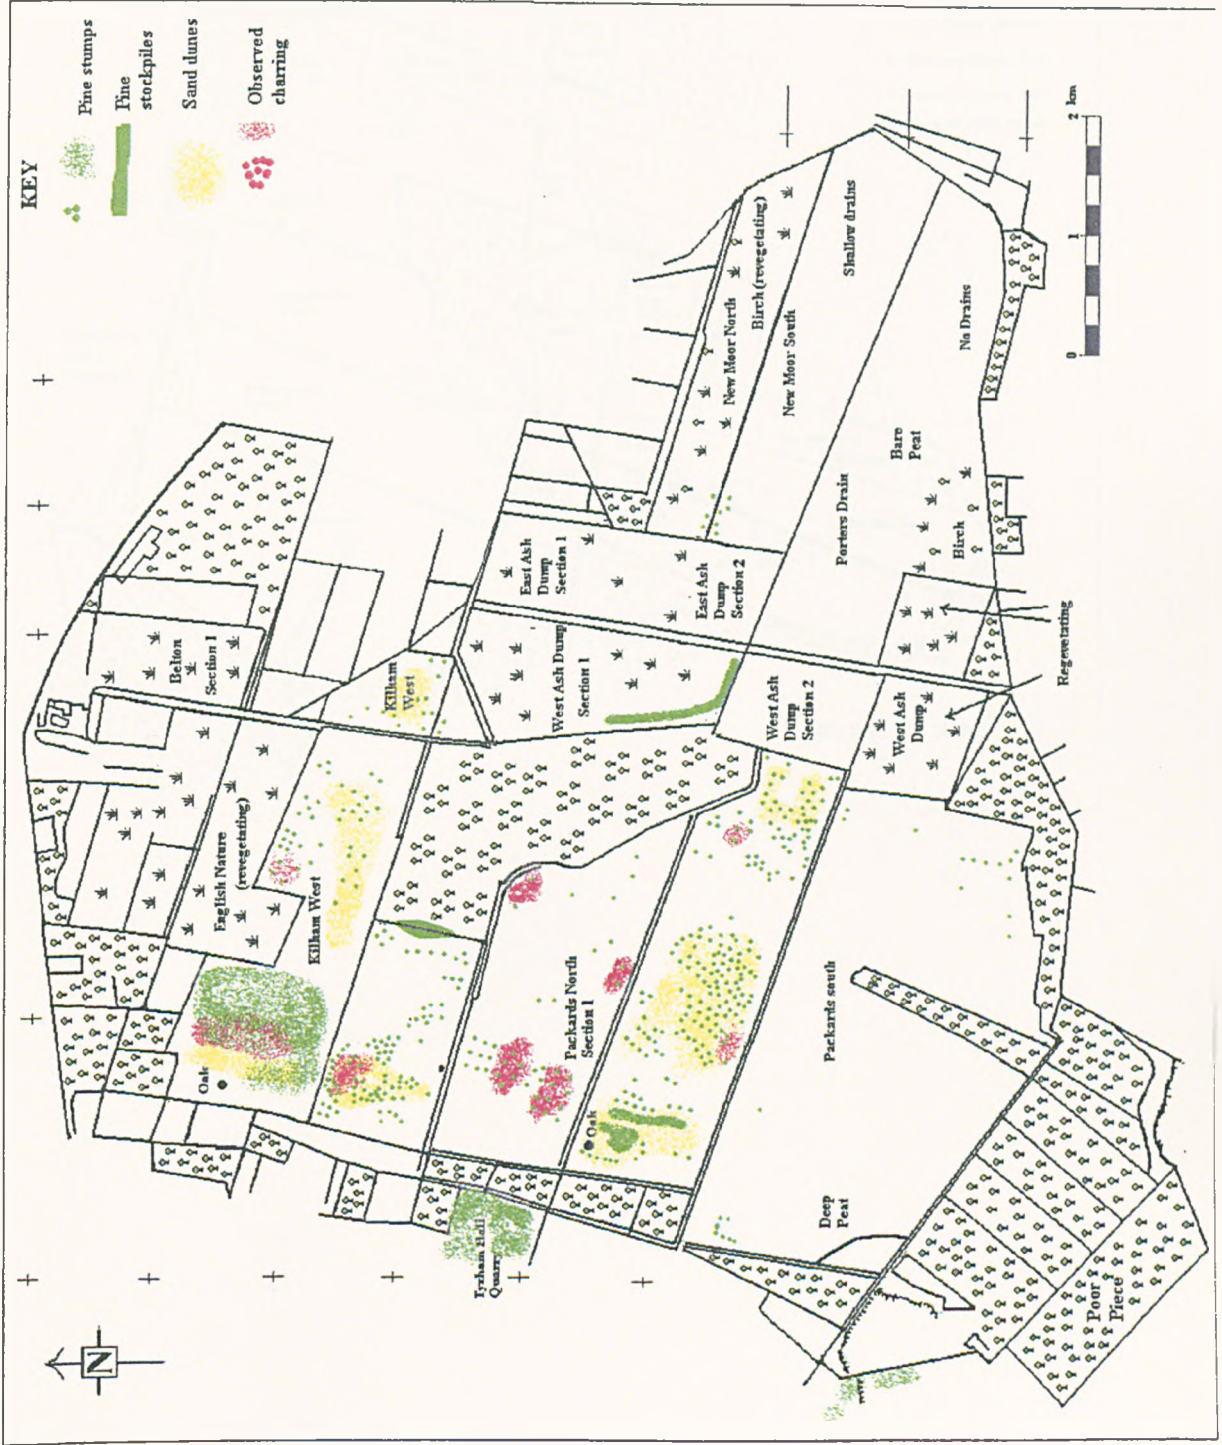 KEY
Pine stumps
Pine
stockpiles
Sand dunes
Observed
charring
N
Belton
Section 1
English Nature
(revegetating)
Killham West
Killham
West
Oak
East Ash
Dump
Section 1
East Ash
Dump
Section 2
West Ash Dump
Section 1
West Ash
Dump
Section 2
West Ash
Dump
New Moor North
Birch (revegetating)
New Moor South
Shallow drains
No Drains
Porters Drain
Bare
Peat
Birch
Regevetating
Packards North
Section 1
Oak
Packards south
Deep
Peat
Tyrham Hall
Quarry
Poor
Piece
0
1
2 km